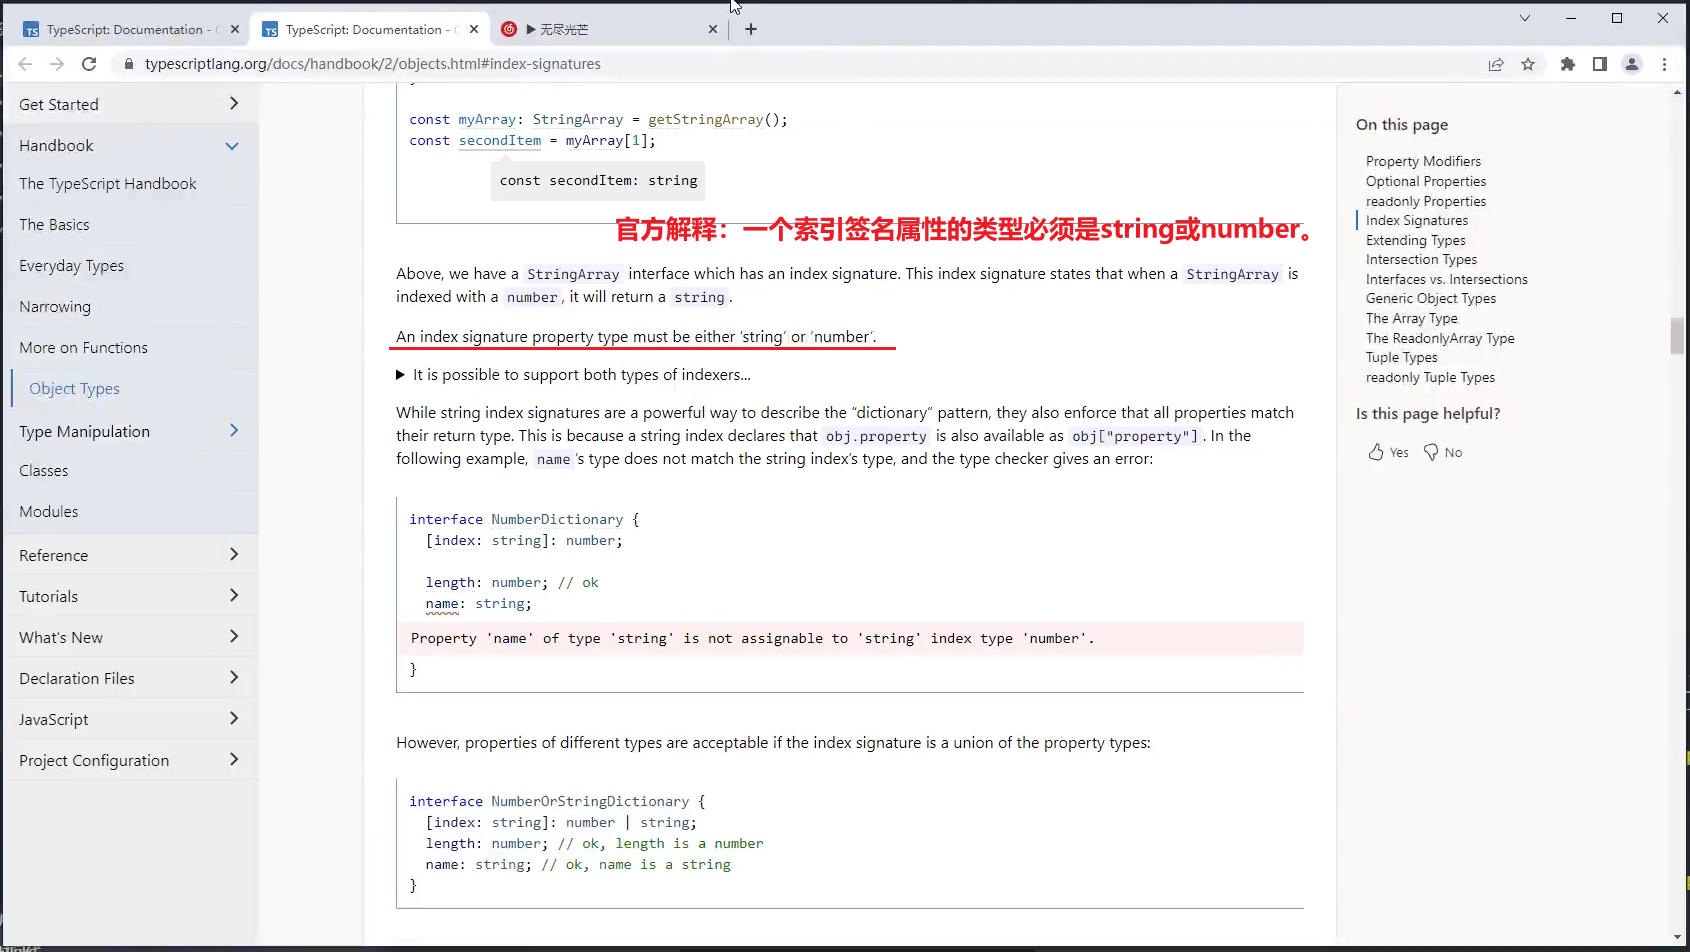 TypeScript: Documentation -
TypeScript: Documentation -
无尽光芒
typescriptlang.org/docs/handbook/2/objects.html#index-signatures
Get Started
Handbook
The TypeScript Handbook
The Basics
Everyday Types
Narrowing
More on Functions
Object Types
Type Manipulation
Classes
Modules
Reference
Tutorials
What's New
Declaration Files
JavaScript
Project Configuration
const myArray: StringArray = getStringArray();
const secondItem = myArray[1];
const secondItem: string
官方解释：一个索引签名属性的类型必须是string或number。
Above, we have a StringArray interface which has an index signature. This index signature states that when a StringArray is
indexed with a number, it will return a string.
An index signature property type must be either ‘string’ or ‘number’.
It is possible to support both types of indexers...
While string index signatures are a powerful way to describe the “dictionary” pattern, they also enforce that all properties match
their return type. This is because a string index declares that obj.property is also available as obj["property"]. In the
following example, name’s type does not match the string index’s type, and the type checker gives an error:
interface NumberDictionary {
[index: string]: number;
length: number; // ok
name: string;
Property 'name' of type 'string' is not assignable to 'string' index type 'number'.
}
However, properties of different types are acceptable if the index signature is a union of the property types:
interface NumberOrStringDictionary {
[index: string]: number | string;
length: number; // ok, length is a number
name: string; // ok, name is a string
}
On this page
Property Modifiers
Optional Properties
readonly Properties
Index Signatures
Extending Types
Intersection Types
Interfaces vs. Intersections
Generic Object Types
The Array Type
The ReadonlyArray Type
Tuple Types
readonly Tuple Types
Is this page helpful?
Yes No